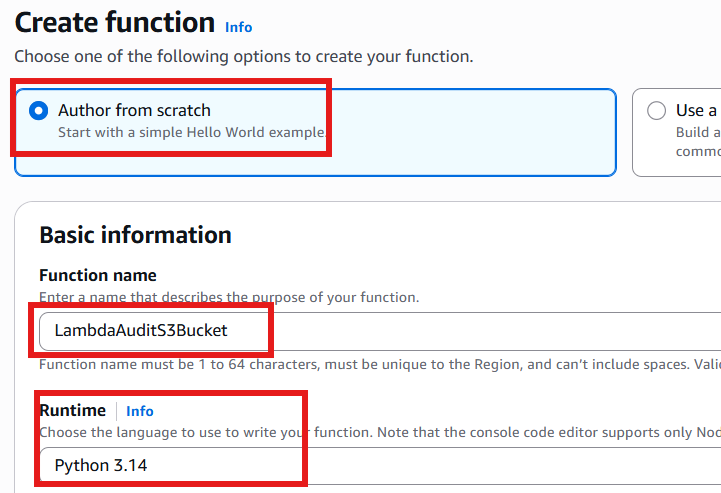 Create function Info
Choose one of the following options to create your function.
Author from scratch
Start with a simple Hello World example.
Use a
Build a
commo
Basic information
Function name
Enter a name that describes the purpose of your function.
LambdaAuditS3Bucket
Function name must be 1 to 64 characters, must be unique to the Region, and can't include spaces. Vali
Runtime Info
Choose the language to use to write your function. Note that the console code editor supports only Nod
Python 3.14